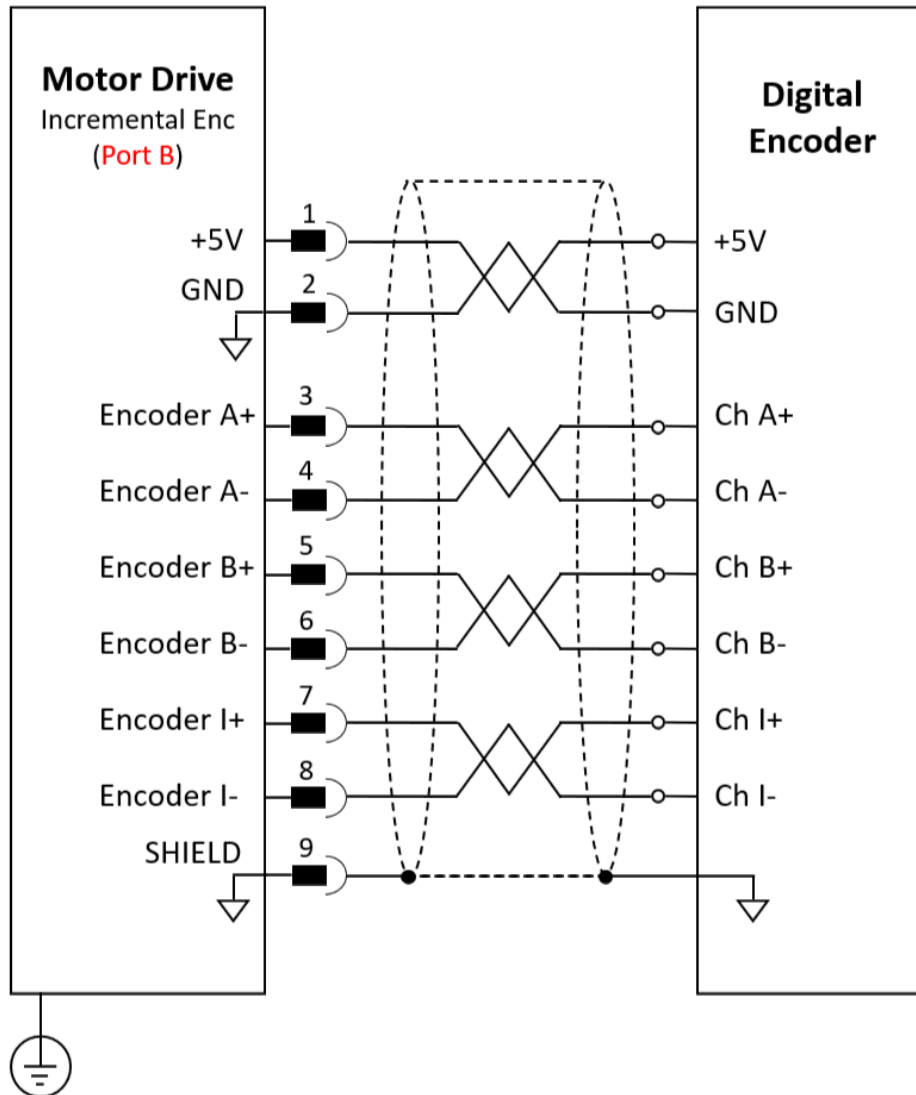 Motor Drive
Incremental Enc
(Port B)
Digital
Encoder
1
+5V
+5V
2
GND
GND
3
Encoder A+
Ch A+
4
Encoder A-
Ch A-
5
Encoder B+
Ch B+
6
Encoder B-
Ch B-
7
Encoder I+
Ch I+
8
Encoder I-
Ch I-
9
SHIELD